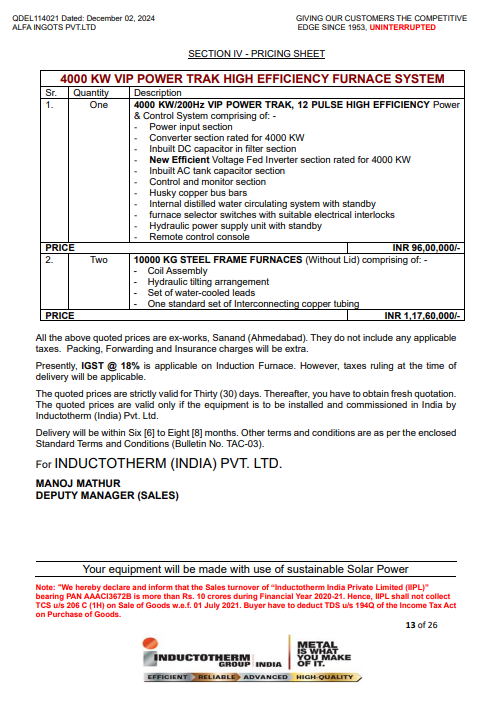 QDEL114021 Dated: December 02, 2024
ALFA INGOTS PVT.LTD
GIVING OUR CUSTOMERS THE COMPETITIVE
EDGE SINCE 1953, UNINTERRUPTED
SECTION IV - PRICING SHEET
4000 KW VIP POWER TRAK HIGH EFFICIENCY FURNACE SYSTEM
Sr. Quantity Description
1. One 4000 KW/200Hz VIP POWER TRAK, 12 PULSE HIGH EFFICIENCY Power
& Control System comprising of: -
- Power input section
- Converter section rated for 4000 KW
- Inbuilt DC capacitor in filter section
- New Efficient Voltage Fed Inverter section rated for 4000 KW
- Inbuilt AC tank capacitor section
- Control and monitor section
- Husky copper bus bars
- Internal distilled water circulating system with standby
- furnace selector switches with suitable electrical interlocks
- Hydraulic power supply unit with standby
- Remote control console
PRICE INR 96,00,000/-
2. Two 10000 KG STEEL FRAME FURNACES (Without Lid) comprising of: -
- Coil Assembly
- Hydraulic tilting arrangement
- Set of water-cooled leads
- One standard set of Interconnecting copper tubing
PRICE INR 1,17,60,000/-
All the above quoted prices are ex-works, Sanand (Ahmedabad). They do not include any applicable
taxes. Packing, Forwarding and Insurance charges will be extra.
Presently, IGST @ 18% is applicable on Induction Furnace. However, taxes ruling at the time of
delivery will be applicable.
The quoted prices are strictly valid for Thirty (30) days. Thereafter, you have to obtain fresh quotation.
The quoted prices are valid only if the equipment is to be installed and commissioned in India by
Inductotherm (India) Pvt. Ltd.
Delivery will be within Six [6] to Eight [8] months. Other terms and conditions are as per the enclosed
Standard Terms and Conditions (Bulletin No. TAC-03).
For INDUCTOTHERM (INDIA) PVT. LTD.
MANOJ MATHUR
DEPUTY MANAGER (SALES)
Your equipment will be made with use of sustainable Solar Power
Note: "We hereby declare and inform that the Sales turnover of "Inductotherm India Private Limited (IIPL)"
bearing PAN AAACI3672B is more than Rs. 10 crores during Financial Year 2020-21. Hence, IIPL shall not collect
TCS u/s 206 C (1H) on Sale of Goods w.e.f. 01 July 2021. Buyer have to deduct TDS u/s 194Q of the Income Tax Act
on Purchase of Goods.
13 of 26
INDUCTOTHERM
GROUP INDIA
METAL
IS WHAT
YOU MAKE
OF IT.
EFFICIENT RELIABLE ADVANCED HIGH-QUALITY